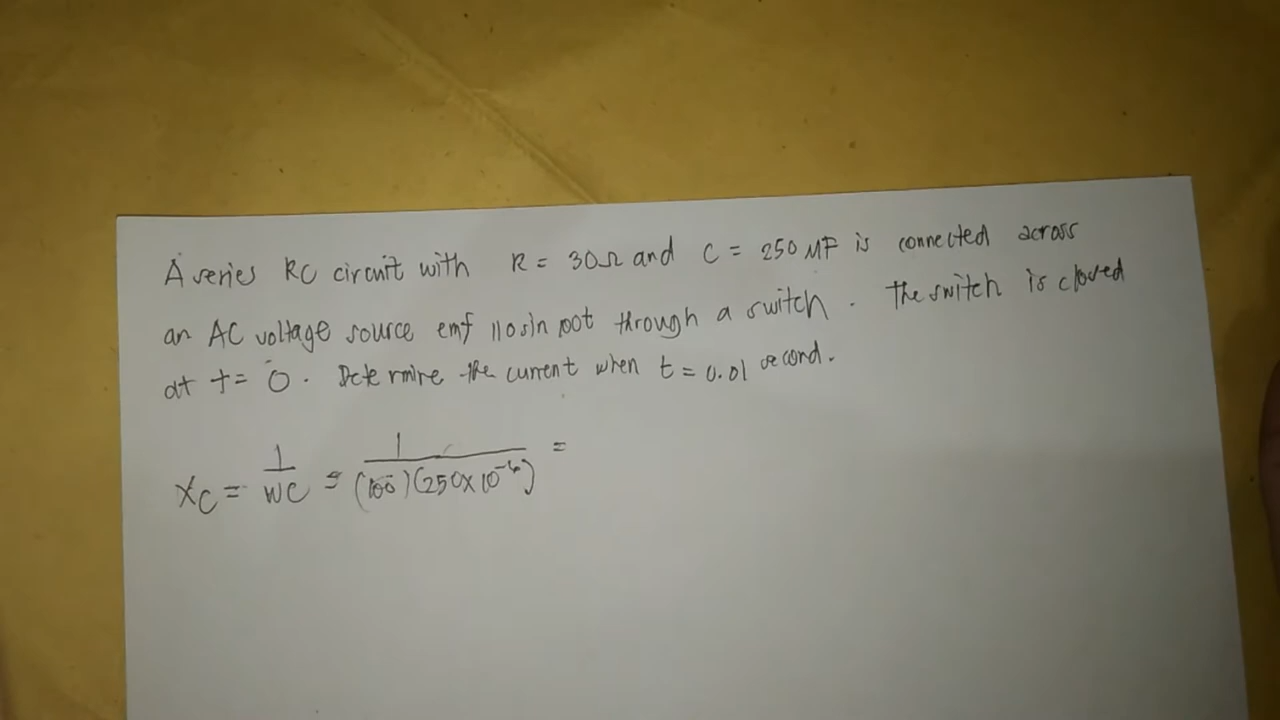 A series RC circuit with R = 30Ω and C = 250 μF is connected across
an AC voltage source emf 110 sin 100t through a switch. The switch is closed
at t = 0. Determine the current when t = 0.01 second.
Xc = 1/WC = 1/(100)(250x10^-6) =